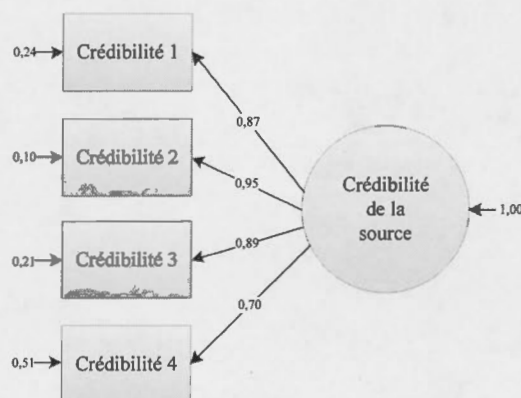 0,24
Crédibilité 1
0,87
0,10
Crédibilité 2
0,95
Crédibilité
de la
source
1,00
0,21
Crédibilité 3
0,89
0,70
0,51
Crédibilité 4